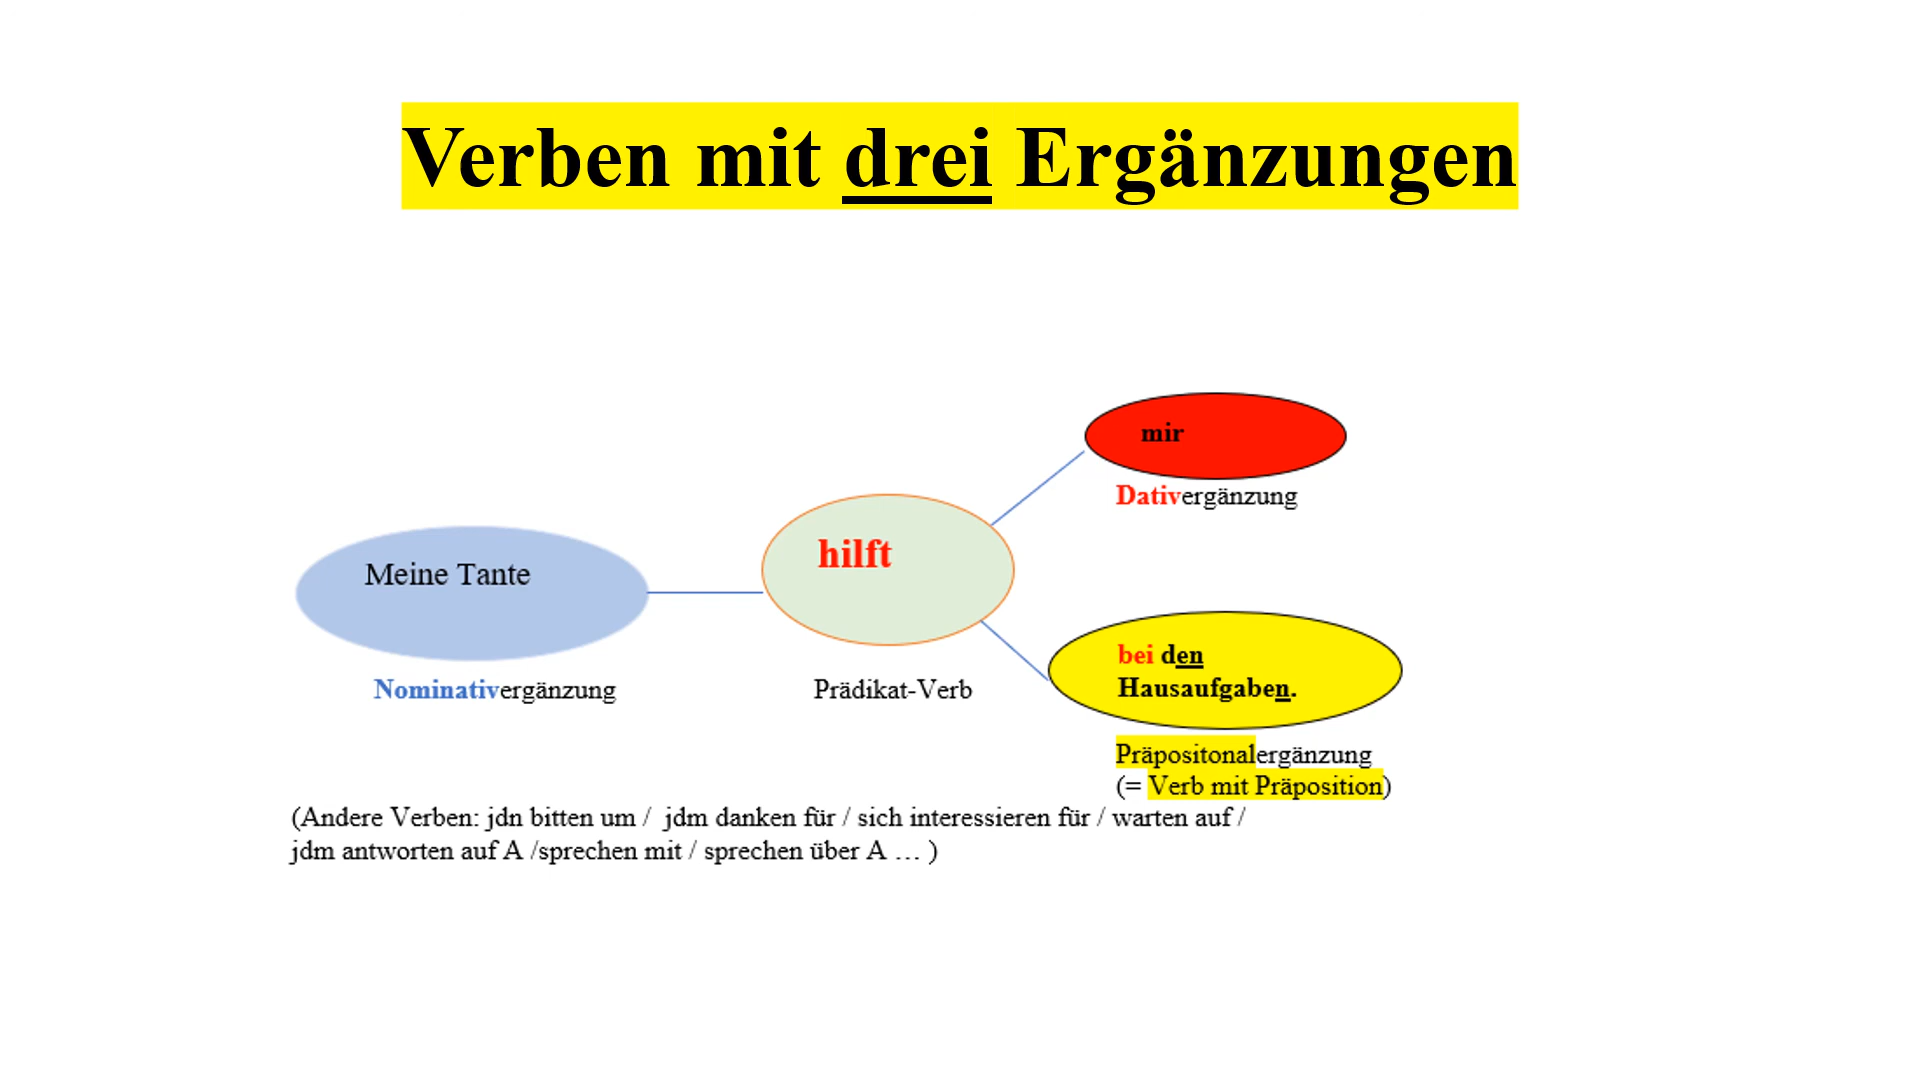 Verben mit drei Ergänzungen
mir
Dativergänzung
hilft
Meine Tante
bei den
Hausaufgaben.
Nominativergänzung
Prädikat-Verb
Präpositonalergänzung
(= Verb mit Präposition)
(Andere Verben: jdn bitten um / jdm danken für / sich interessieren für / warten auf /
jdm antworten auf A /sprechen mit / sprechen über A … )